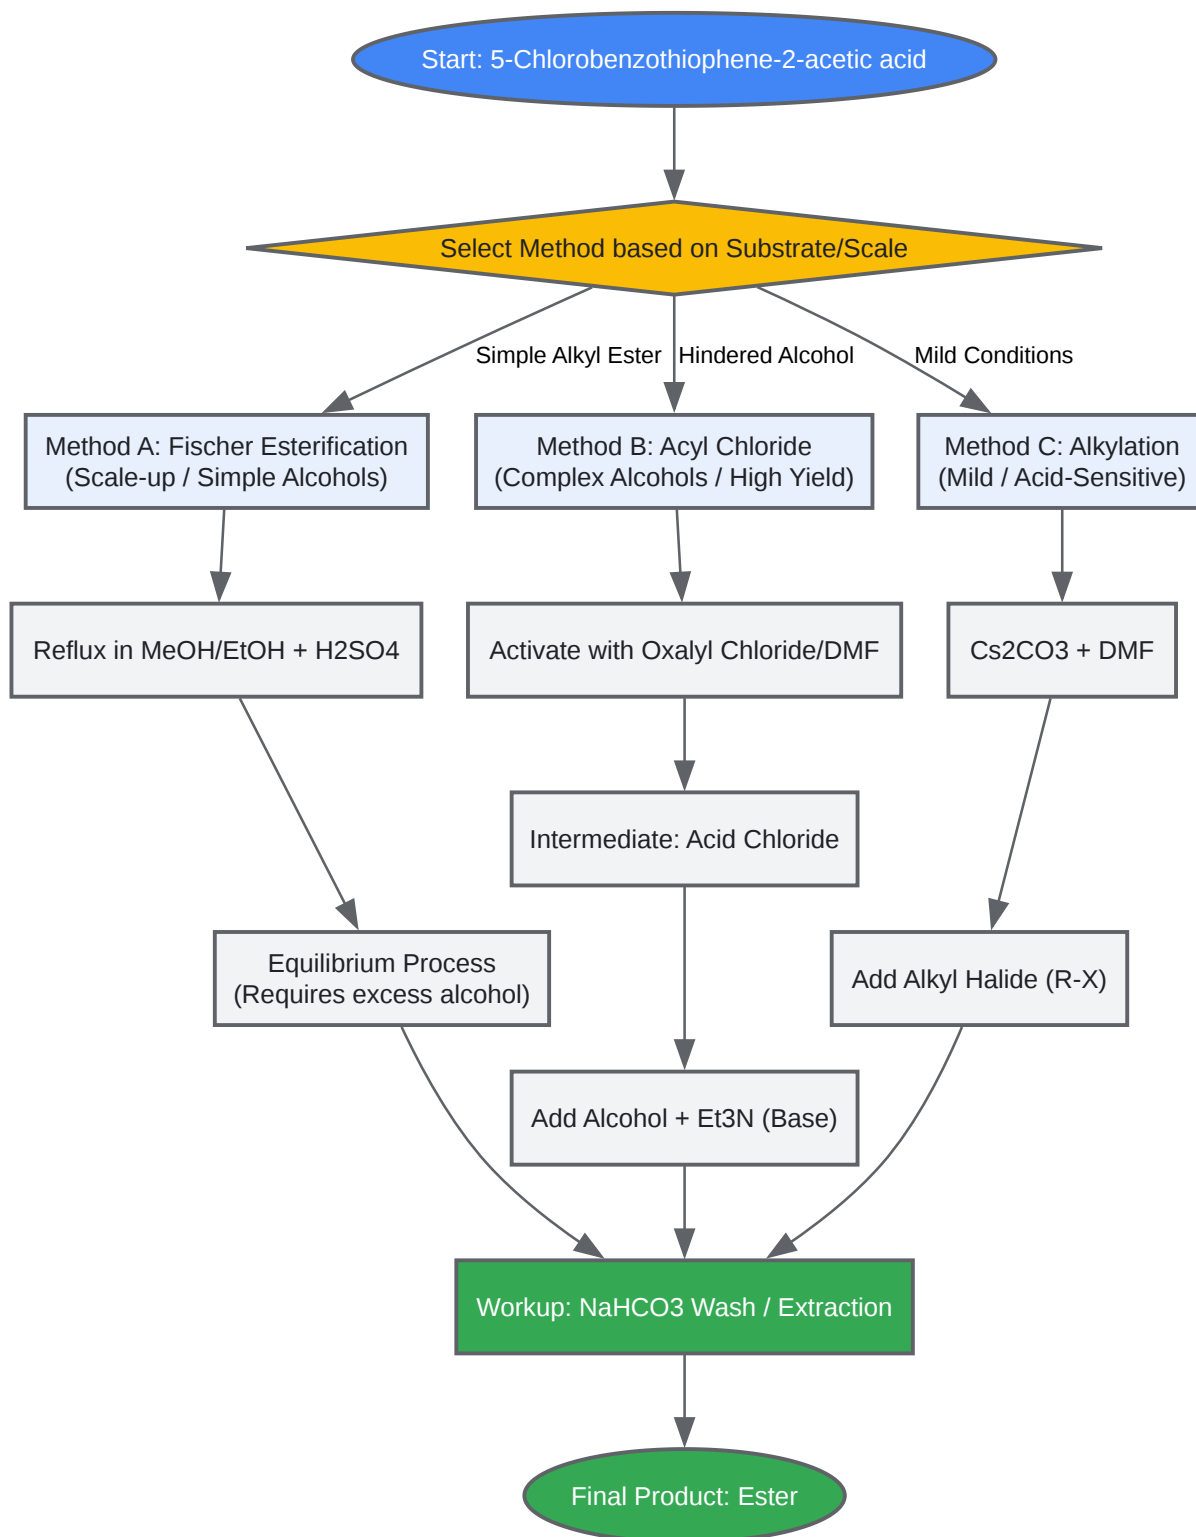 Start: 5-Chlorobenzothiophene-2-acetic acid
Select Method based on Substrate/Scale
Simple Alkyl Ester
Hindered Alcohol
Mild Conditions
Method A: Fischer Esterification
(Scale-up / Simple Alcohols)
Method B: Acyl Chloride
(Complex Alcohols / High Yield)
Method C: Alkylation
(Mild / Acid-Sensitive)
Reflux in MeOH/EtOH + H2SO4
Activate with Oxalyl Chloride/DMF
Cs2CO3 + DMF
Intermediate: Acid Chloride
Equilibrium Process
(Requires excess alcohol)
Add Alkyl Halide (R-X)
Add Alcohol + Et3N (Base)
Workup: NaHCO3 Wash / Extraction
Final Product: Ester